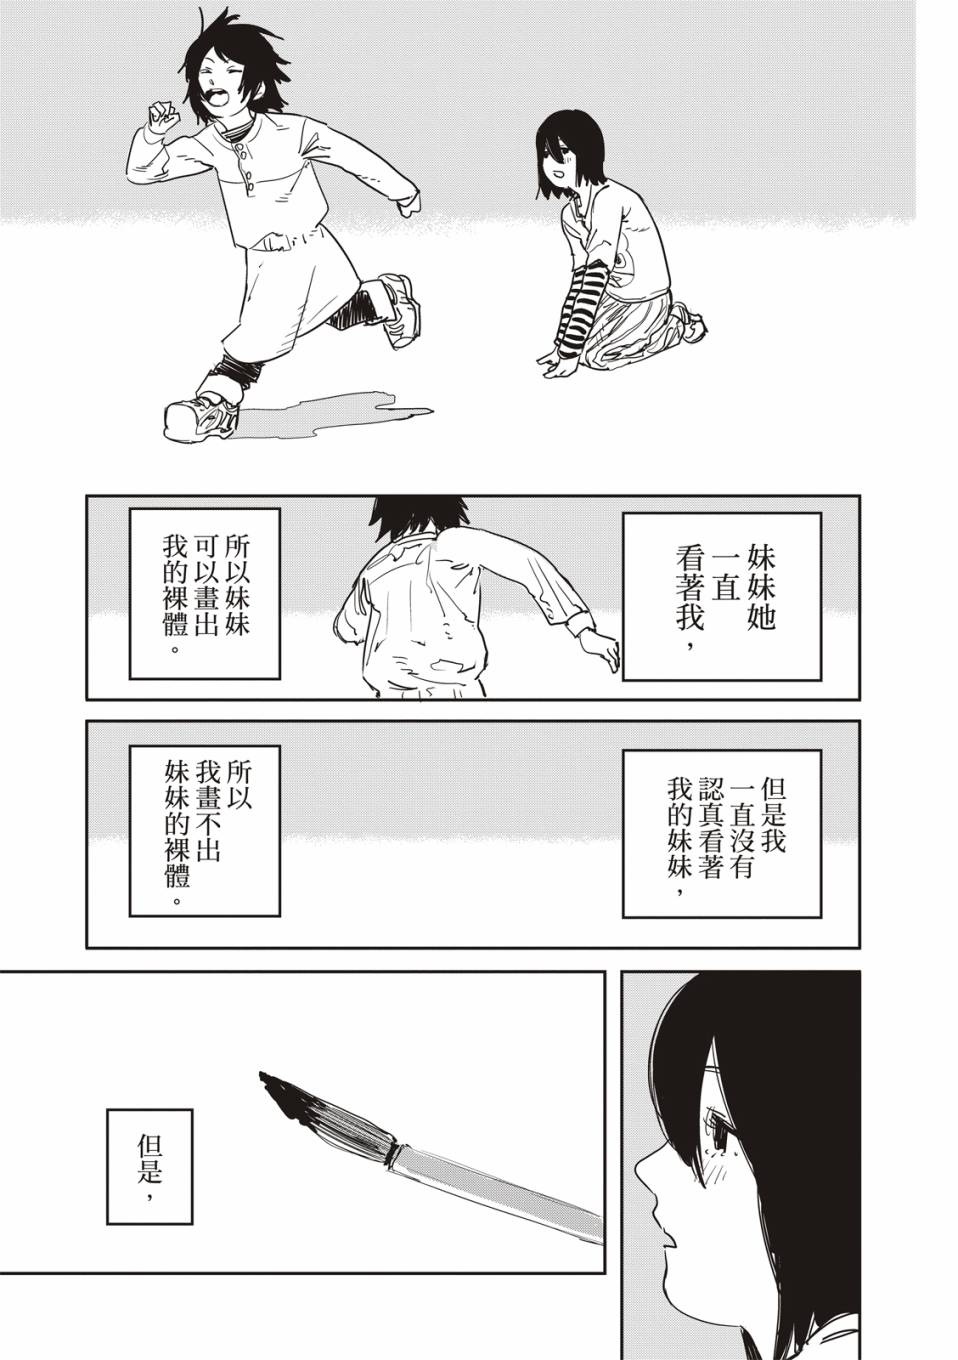 妹妹她
一直
看著我，
所以妹妹
可以畫出
我的裸體。
但是我
一直沒有
認真看著
我的妹妹，
所以
我畫不出
妹妹的裸體。
但是，